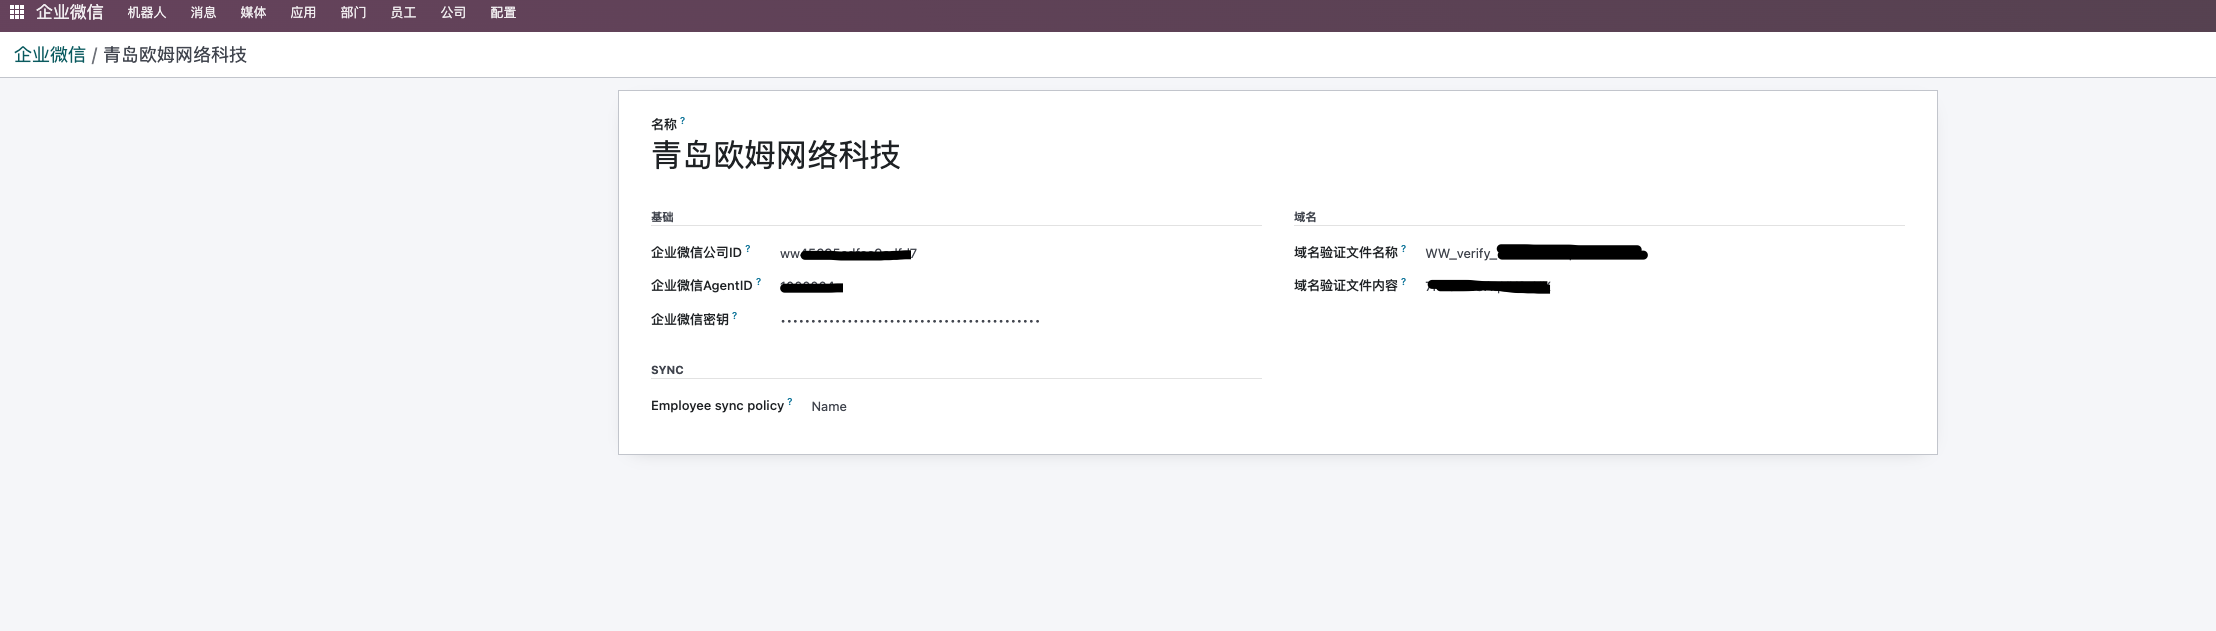 企业微信 机器人 消息 媒体 应用 部门 员工 公司 配置
企业微信 / 青岛欧姆网络科技
名称 ?
青岛欧姆网络科技
基础
企业微信公司ID ? ww
企业微信AgentID ?
企业微信密钥 ?
SYNC
Employee sync policy ? Name
域名
域名验证文件名称 ? WW_verify_
域名验证文件内容 ?